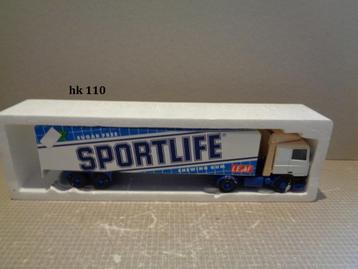 hk 110
SUGAR FREE
SPORTLIFE®
CHEWING GUM
LEAF